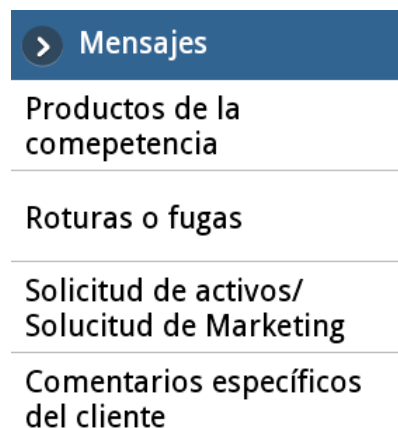 Mensajes
Productos de la
comepetencia
Roturas o fugas
Solicitud de activos/
Solucitud de Marketing
Comentarios específicos
del cliente